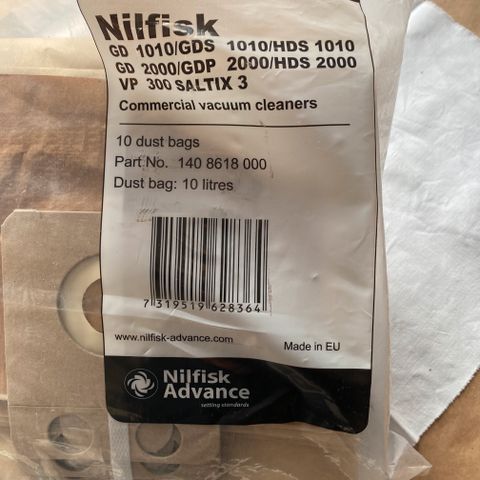 Nilfisk
GD 1010/GDS 1010/HDS 1010
GD 2000/GDP 2000/HDS 2000
VP 300 SALTIX 3
Commercial vacuum cleaners
10 dust bags
Part No. 140 8618 000
Dust bag: 10 litres
7 319519 628364
www.nilfisk-advance.com
Made in EU
Nilfisk
Advance
setting standards